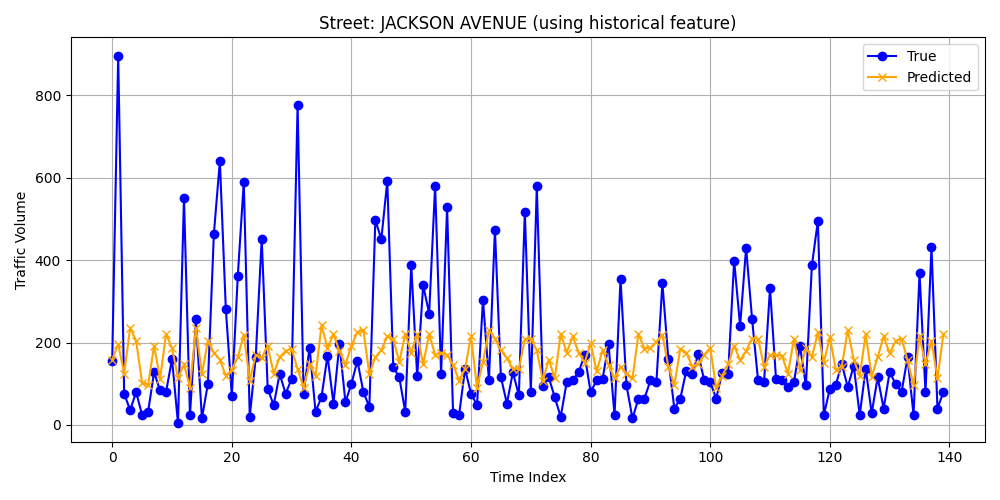 Street: JACKSON AVENUE (using historical feature)
True
Predicted
Traffic Volume
800
600
400
200
0
0 20 40 60 80 100 120 140
Time Index